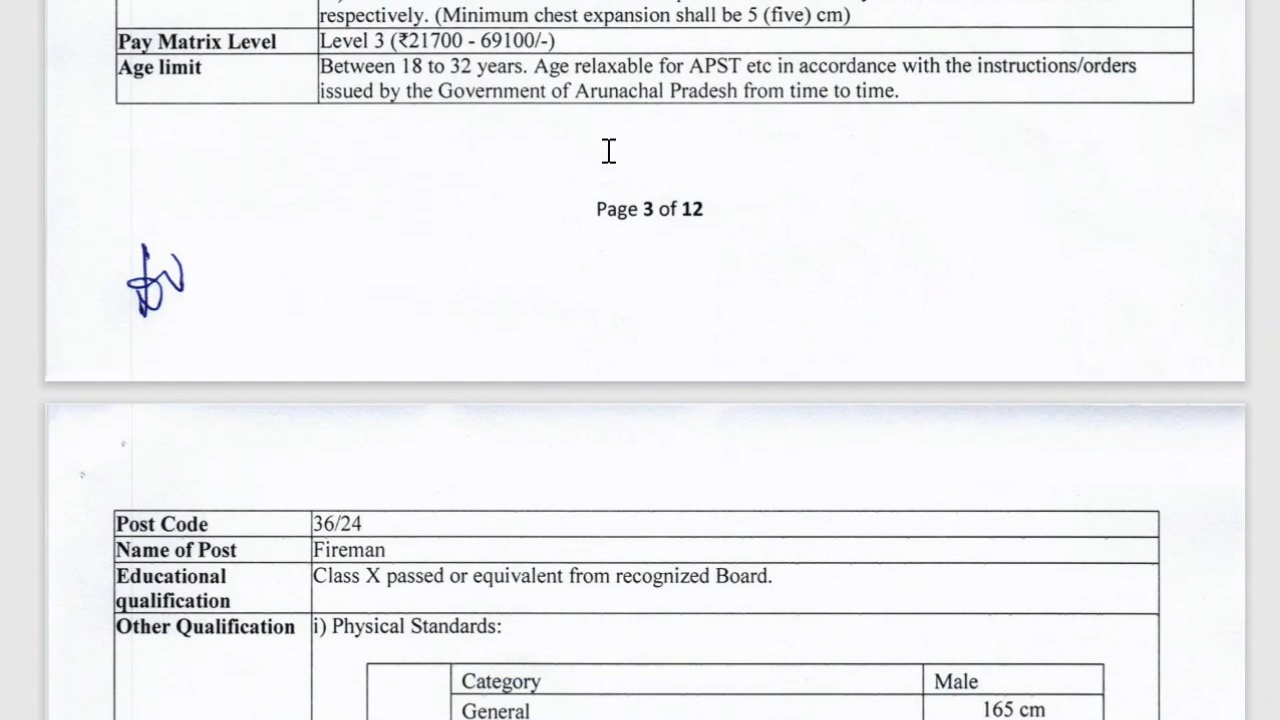 respectively. (Minimum chest expansion shall be 5 (five) cm)
Pay Matrix Level Level 3 (₹21700 - 69100/-)
Age limit Between 18 to 32 years. Age relaxable for APST etc in accordance with the instructions/orders
issued by the Government of Arunachal Pradesh from time to time.
Page 3 of 12
Post Code 36/24
Name of Post Fireman
Educational Class X passed or equivalent from recognized Board.
qualification
Other Qualification i) Physical Standards:
Category Male
General 165 cm